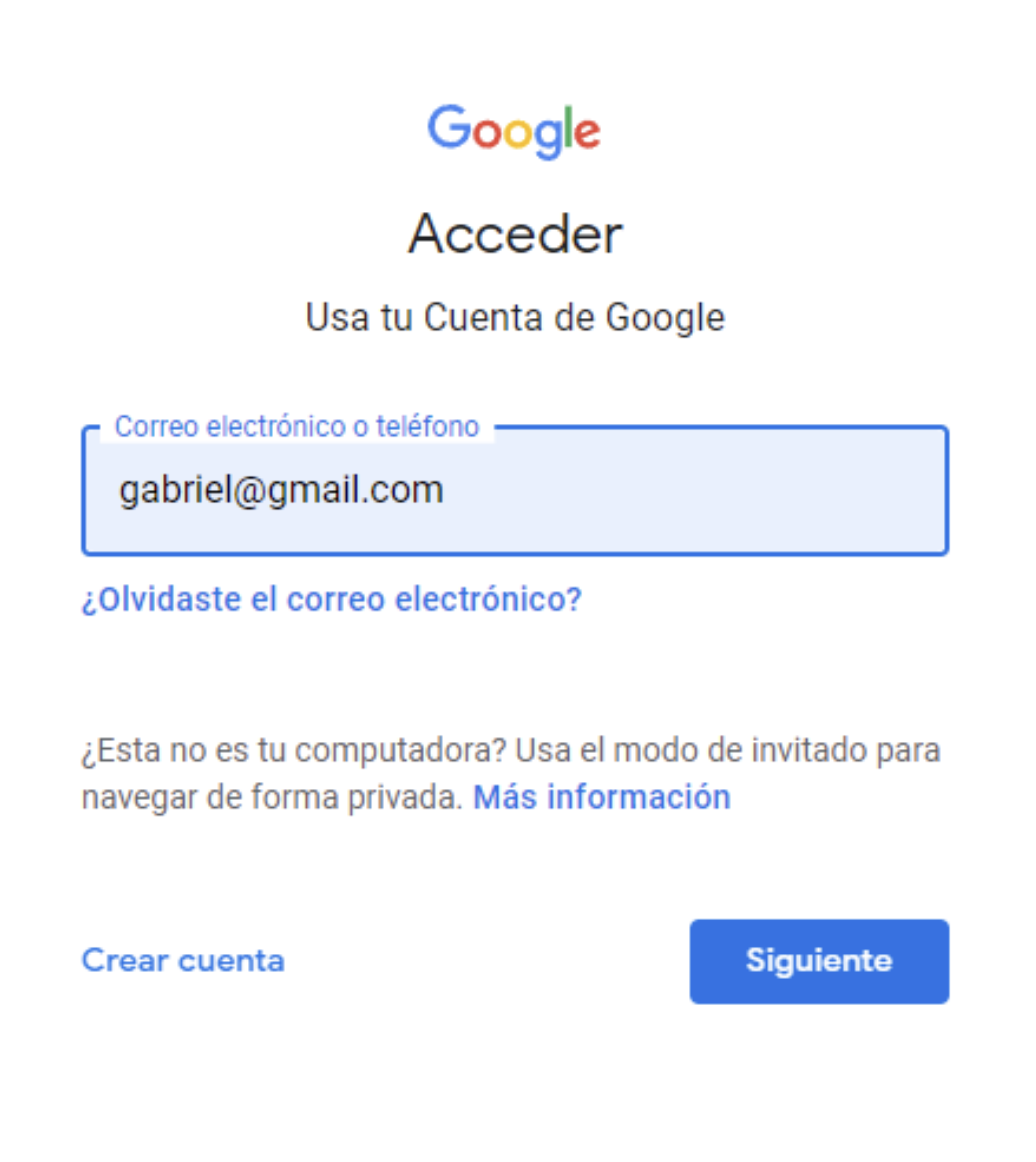 Google
Acceder
Usa tu Cuenta de Google
Correo electrónico o teléfono
gabriel@gmail.com
¿Olvidaste el correo electrónico?
¿Esta no es tu computadora? Usa el modo de invitado para
navegar de forma privada. Más información
Crear cuenta
Siguiente